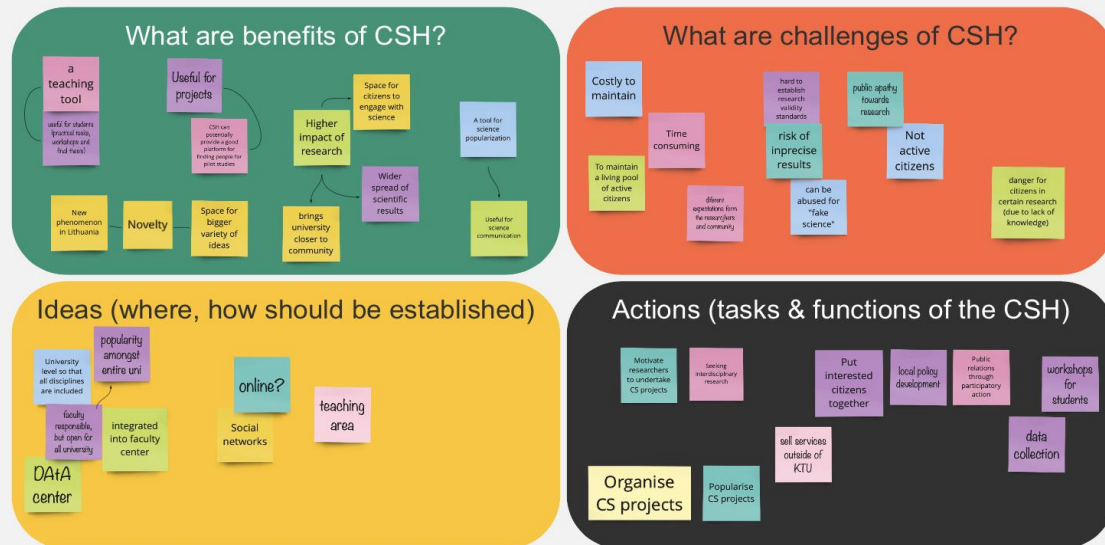 What are benefits of CSH?
a
teaching
tool
useful for students
(practical tasks,
workshops and
final thesis)
Useful for
projects
CSH can
potentially
provide a good
platform for
finding people for
pilot studies
Higher
impact of
research
Space for
citizens to
engage with
science
Wider
spread of
scientific
results
brings
university
closer to
community
A tool for
science
popularization
Useful for
science
communication
New
phenomenon
in Lithuania
Novelty
Space for
bigger
variety of
ideas
What are challenges of CSH?
Costly to
maintain
Time
consuming
To maintain
a living pool
of active
citizens
diferent
expectations form
the researchers
and community
hard to
establish
research
validity
standards
risk of
inprecise
results
can be
abused for
"fake
science"
public apathy
towards
research
Not
active
citizens
danger for
citizens in
certain research
(due to lack of
knowledge)
Ideas (where, how should be established)
University
level so that
all disciplines
are included
popularity
amongst
entire uni
faculty
responsible,
but open for
all university
integrated
into faculty
center
DAtA
center
online?
Social
networks
teaching
area
Actions (tasks & functions of the CSH)
Motivate
researchers
to undertake
CS projects
Seeking
interdisciplinary
research
Put
interested
citizens
together
local policy
development
Public
relations
through
participatory
action
workshops
for
students
data
collection
sell services
outside of
KTU
Organise
CS projects
Popularise
CS projects